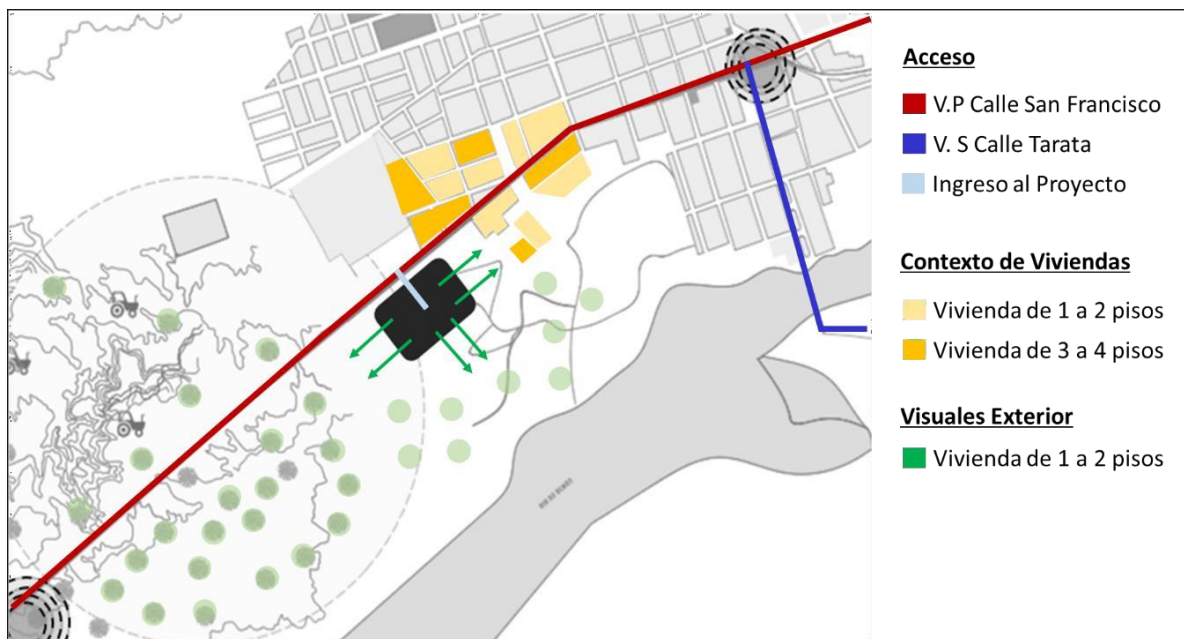 Acceso
V.P Calle San Francisco
V. S Calle Tarata
Ingreso al Proyecto
Contexto de Viviendas
Vivienda de 1 a 2 pisos
Vivienda de 3 a 4 pisos
Visuales Exterior
Vivienda de 1 a 2 pisos